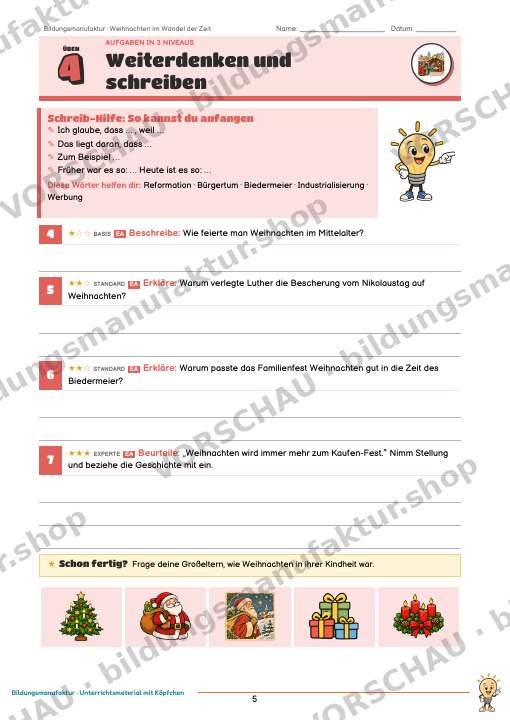 Bildungsmanufaktur · Weihnachten im Wandel der Zeit Name: Datum:
ÜBEN
4
AUFGABEN IN 3 NIVEAUS
Weiterdenken und
schreiben
Schreib-Hilfe: So kannst du anfangen
✎ Ich glaube, dass …, weil …
✎ Das liegt daran, dass …
✎ Zum Beispiel …
✎ Früher war es so: … Heute ist es so: …
Diese Wörter helfen dir: Reformation · Bürgertum · Biedermeier · Industrialisierung ·
Werbung
4 ★☆☆ BASIS EA Beschreibe: Wie feierte man Weihnachten im Mittelalter?
5 ★★☆ STANDARD EA Erkläre: Warum verlegte Luther die Bescherung vom Nikolaustag auf
Weihnachten?
6 ★★☆ STANDARD EA Erkläre: Warum passte das Familienfest Weihnachten gut in die Zeit des
Biedermeier?
7 ★★★ EXPERTE EA Beurteile: „Weihnachten wird immer mehr zum Kaufen-Fest.“ Nimm Stellung
und beziehe die Geschichte mit ein.
★ Schon fertig? Frage deine Großeltern, wie Weihnachten in ihrer Kindheit war.
Bildungsmanufaktur · Unterrichtsmaterial mit Köpfchen
5
VORSCHAU · bildungsmanufaktur.shop